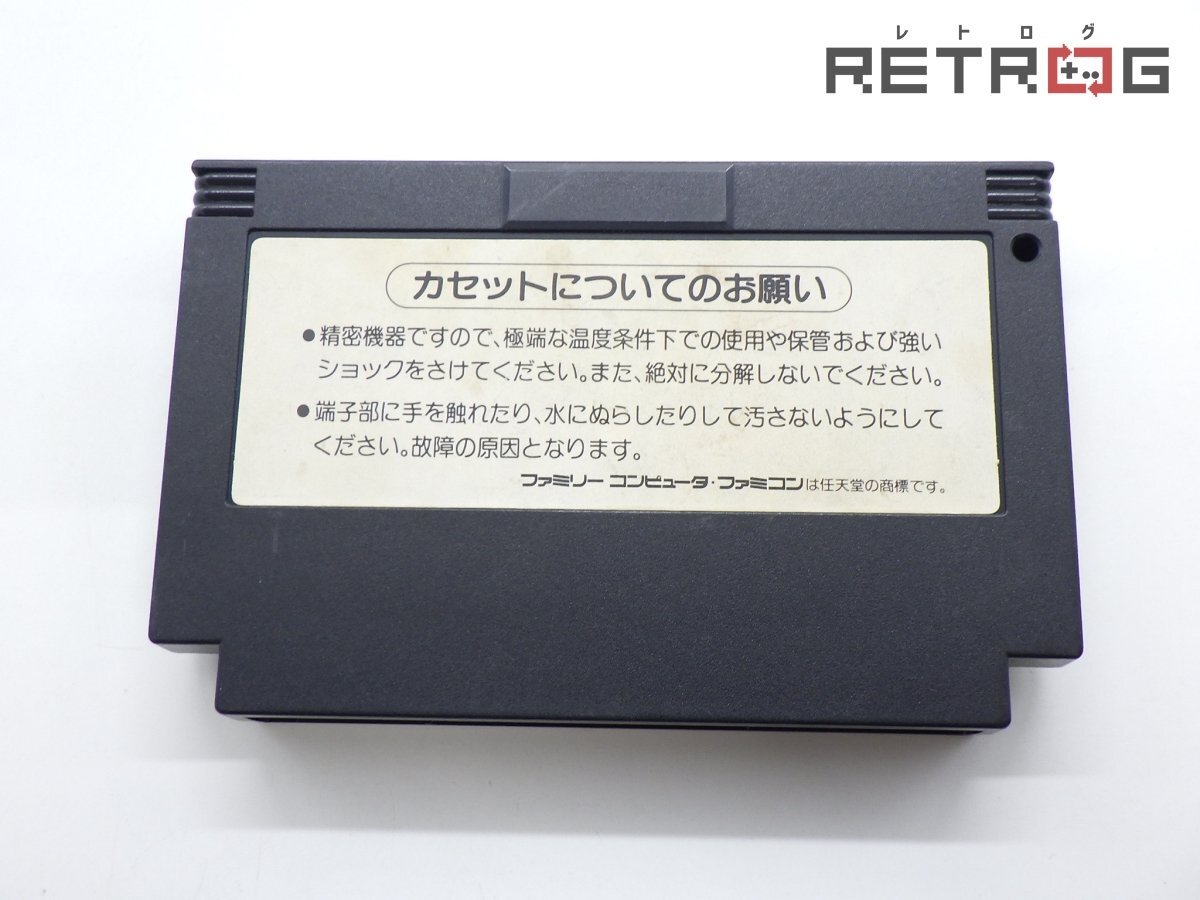 レトログ
RETROG
カセットについてのお願い
●精密機器ですので、極端な温度条件下での使用や保管および強い
ショックをさけてください。また、絶対に分解しないでください。
●端子部に手を触れたり、水にぬらしたりして汚さないようにして
ください。故障の原因となります。
ファミリー コンピュータ・ファミコンは任天堂の商標です。